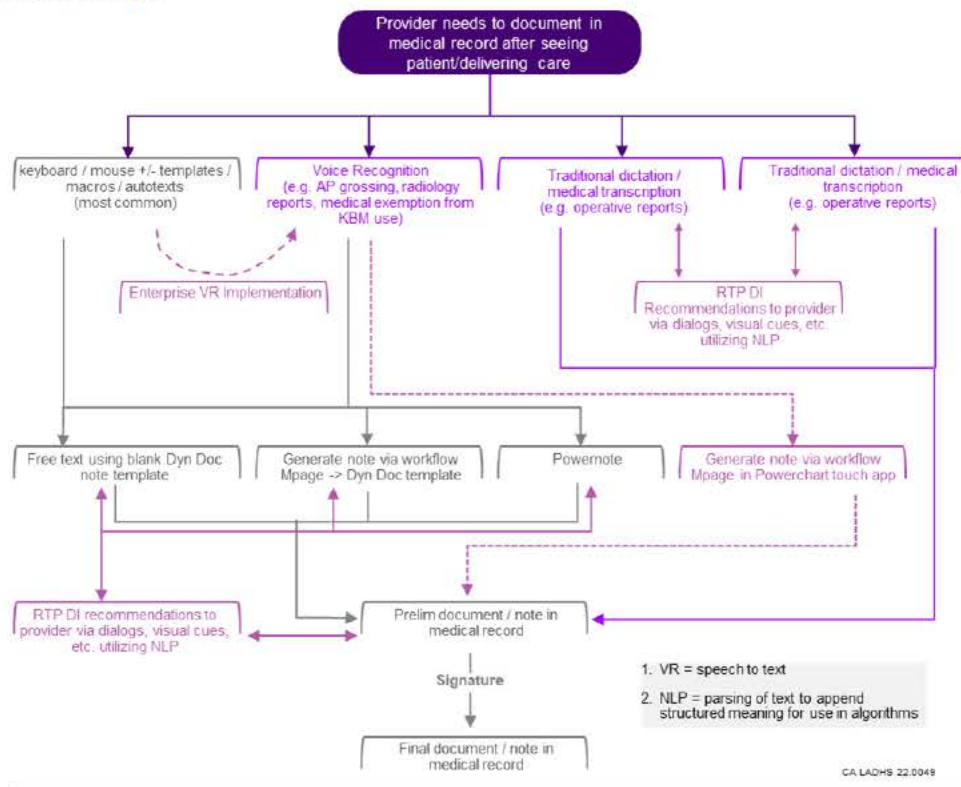 Provider needs to document in
medical record after seeing
patient/delivering care
keyboard / mouse +/- templates /
macros / autotexts
(most common)
Voice Recognition
(e.g. AP grossing, radiology
reports, medical exemption from
KBM use)
Traditional dictation /
medical transcription
(e.g. operative reports)
Traditional dictation / medical
transcription
(e.g. operative reports)
Enterprise VR Implementation
RTP DI
Recommendations to provider
via dialogs, visual cues, etc.
utilizing NLP
Free text using blank Dyn Doc
note template
Generate note via workflow
Mpage -> Dyn Doc template
Powernote
Generate note via workflow
Mpage in Powerchart touch app
RTP DI recommendations to
provider via dialogs, visual cues,
etc. utilizing NLP
Prelim document / note in
medical record
Signature
Final document / note in
medical record
1. VR = speech to text
2. NLP = parsing of text to append
structured meaning for use in algorithms
CA LADHS 22.0049